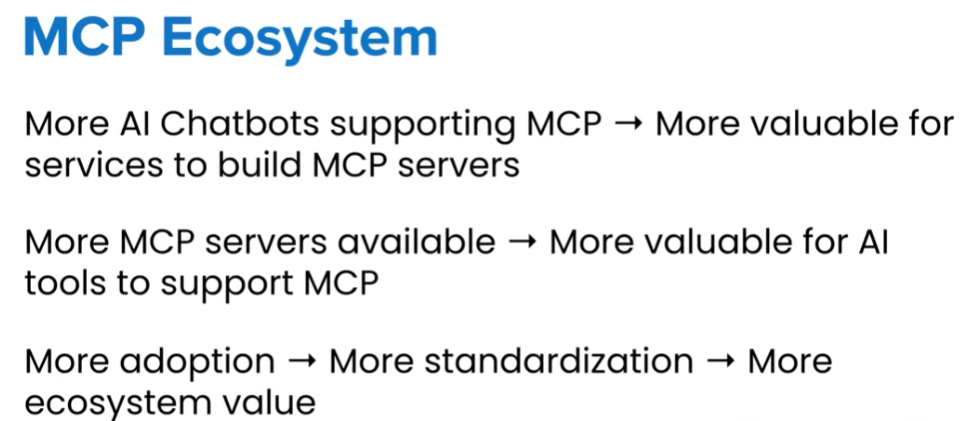 MCP Ecosystem
More AI Chatbots supporting MCP → More valuable for
services to build MCP servers
More MCP servers available → More valuable for AI
tools to support MCP
More adoption → More standardization → More
ecosystem value